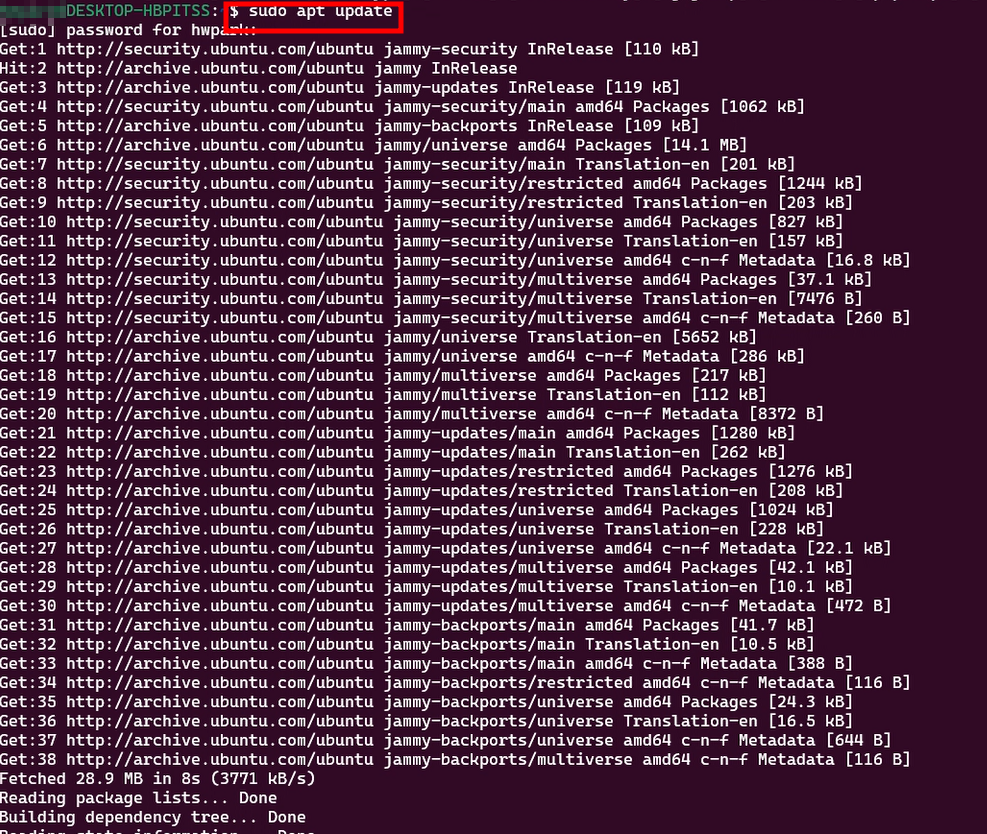 DESKTOP-HBPITSS: $ sudo apt update
[sudo] password for hwpark:
Get:1 http://security.ubuntu.com/ubuntu jammy-security InRelease [110 kB]
Hit:2 http://archive.ubuntu.com/ubuntu jammy InRelease
Get:3 http://archive.ubuntu.com/ubuntu jammy-updates InRelease [119 kB]
Get:4 http://security.ubuntu.com/ubuntu jammy-security/main amd64 Packages [1062 kB]
Get:5 http://archive.ubuntu.com/ubuntu jammy-backports InRelease [109 kB]
Get:6 http://archive.ubuntu.com/ubuntu jammy/universe amd64 Packages [14.1 MB]
Get:7 http://security.ubuntu.com/ubuntu jammy-security/main Translation-en [201 kB]
Get:8 http://security.ubuntu.com/ubuntu jammy-security/restricted amd64 Packages [1244 kB]
Get:9 http://security.ubuntu.com/ubuntu jammy-security/restricted Translation-en [203 kB]
Get:10 http://security.ubuntu.com/ubuntu jammy-security/universe amd64 Packages [827 kB]
Get:11 http://security.ubuntu.com/ubuntu jammy-security/universe Translation-en [157 kB]
Get:12 http://security.ubuntu.com/ubuntu jammy-security/universe amd64 c-n-f Metadata [16.8 kB]
Get:13 http://security.ubuntu.com/ubuntu jammy-security/multiverse amd64 Packages [37.1 kB]
Get:14 http://security.ubuntu.com/ubuntu jammy-security/multiverse Translation-en [7476 B]
Get:15 http://security.ubuntu.com/ubuntu jammy-security/multiverse amd64 c-n-f Metadata [260 B]
Get:16 http://archive.ubuntu.com/ubuntu jammy/universe Translation-en [5652 kB]
Get:17 http://archive.ubuntu.com/ubuntu jammy/universe amd64 c-n-f Metadata [286 kB]
Get:18 http://archive.ubuntu.com/ubuntu jammy/multiverse amd64 Packages [217 kB]
Get:19 http://archive.ubuntu.com/ubuntu jammy/multiverse Translation-en [112 kB]
Get:20 http://archive.ubuntu.com/ubuntu jammy/multiverse amd64 c-n-f Metadata [8372 B]
Get:21 http://archive.ubuntu.com/ubuntu jammy-updates/main amd64 Packages [1280 kB]
Get:22 http://archive.ubuntu.com/ubuntu jammy-updates/main Translation-en [262 kB]
Get:23 http://archive.ubuntu.com/ubuntu jammy-updates/restricted amd64 Packages [1276 kB]
Get:24 http://archive.ubuntu.com/ubuntu jammy-updates/restricted Translation-en [208 kB]
Get:25 http://archive.ubuntu.com/ubuntu jammy-updates/universe amd64 Packages [1024 kB]
Get:26 http://archive.ubuntu.com/ubuntu jammy-updates/universe Translation-en [228 kB]
Get:27 http://archive.ubuntu.com/ubuntu jammy-updates/universe amd64 c-n-f Metadata [22.1 kB]
Get:28 http://archive.ubuntu.com/ubuntu jammy-updates/multiverse amd64 Packages [42.1 kB]
Get:29 http://archive.ubuntu.com/ubuntu jammy-updates/multiverse Translation-en [10.1 kB]
Get:30 http://archive.ubuntu.com/ubuntu jammy-updates/multiverse amd64 c-n-f Metadata [472 B]
Get:31 http://archive.ubuntu.com/ubuntu jammy-backports/main amd64 Packages [41.7 kB]
Get:32 http://archive.ubuntu.com/ubuntu jammy-backports/main Translation-en [10.5 kB]
Get:33 http://archive.ubuntu.com/ubuntu jammy-backports/main amd64 c-n-f Metadata [388 B]
Get:34 http://archive.ubuntu.com/ubuntu jammy-backports/restricted amd64 c-n-f Metadata [116 B]
Get:35 http://archive.ubuntu.com/ubuntu jammy-backports/universe amd64 Packages [24.3 kB]
Get:36 http://archive.ubuntu.com/ubuntu jammy-backports/universe Translation-en [16.5 kB]
Get:37 http://archive.ubuntu.com/ubuntu jammy-backports/universe amd64 c-n-f Metadata [644 B]
Get:38 http://archive.ubuntu.com/ubuntu jammy-backports/multiverse amd64 c-n-f Metadata [116 B]
Fetched 28.9 MB in 8s (3771 kB/s)
Reading package lists... Done
Building dependency tree... Done